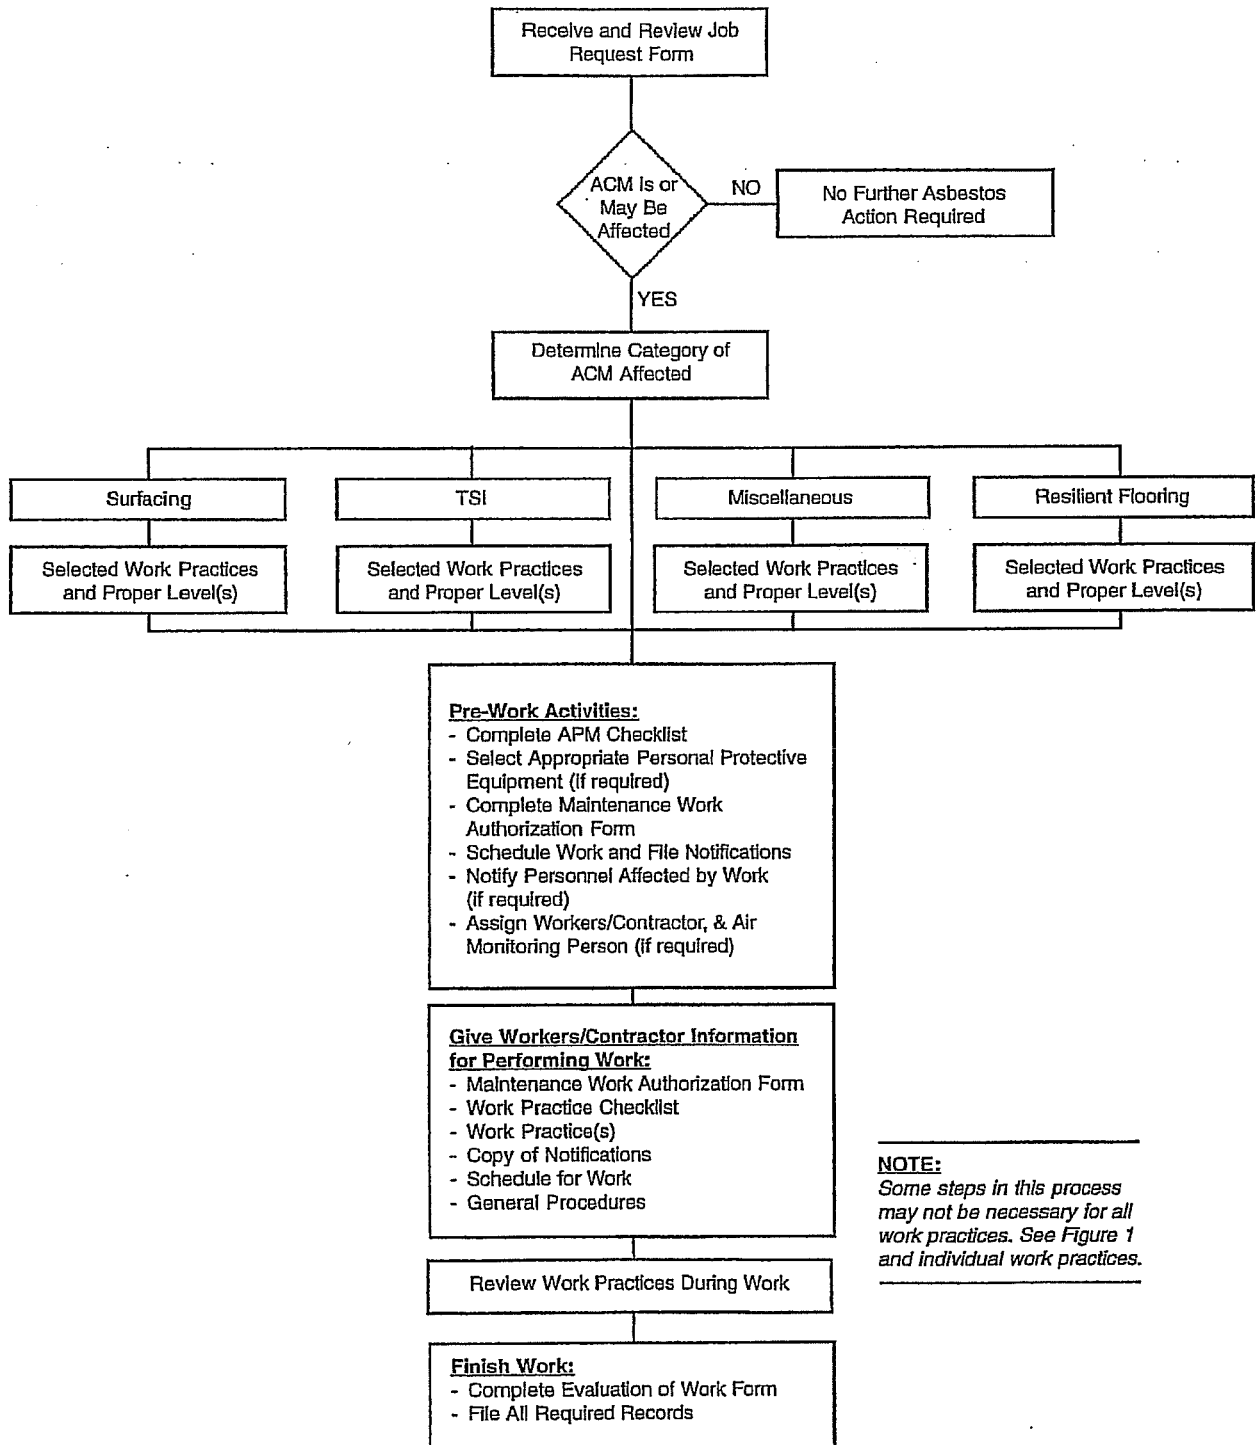 Receive and Review Job
Request Form
ACM Is or
May Be
Affected
NO
No Further Asbestos
Action Required
YES
Determine Category of
ACM Affected
Surfacing
TSI
Miscellaneous
Resilient Flooring
Selected Work Practices
and Proper Level(s)
Selected Work Practices
and Proper Level(s)
Selected Work Practices
and Proper Level(s)
Selected Work Practices
and Proper Level(s)
Pre-Work Activities:
- Complete APM Checklist
- Select Appropriate Personal Protective
Equipment (if required)
- Complete Maintenance Work
Authorization Form
- Schedule Work and File Notifications
- Notify Personnel Affected by Work
(if required)
- Assign Workers/Contractor, & Air
Monitoring Person (if required)
Give Workers/Contractor Information
for Performing Work:
- Maintenance Work Authorization Form
- Work Practice Checklist
- Work Practice(s)
- Copy of Notifications
- Schedule for Work
- General Procedures
NOTE:
Some steps in this process
may not be necessary for all
work practices. See Figure 1
and individual work practices.
Review Work Practices During Work
Finish Work:
- Complete Evaluation of Work Form
- File All Required Records